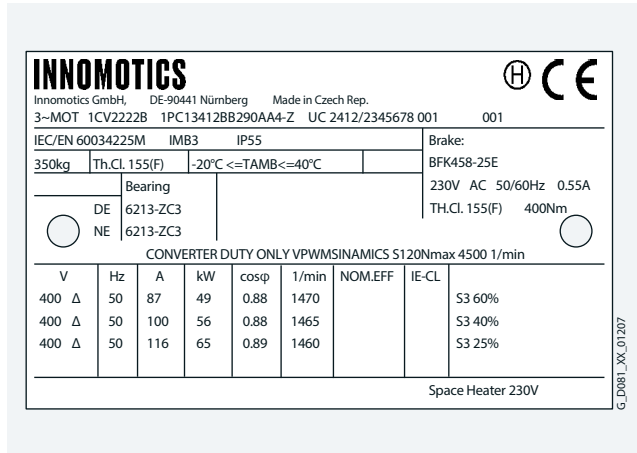 INNOMOTICS
H CE
Innomotics GmbH, DE-90441 Nürnberg Made in Czech Rep.
3~MOT 1CV2222B 1PC13412BB290AA4-Z UC 2412/2345678 001 001
IEC/EN 60034225M IMB3 IP55 Brake:
350kg Th.Cl. 155(F) -20°C <=TAMB<=40°C BFK458-25E
Bearing 230V AC 50/60Hz 0.55A
DE 6213-ZC3 TH.Cl. 155(F) 400Nm
NE 6213-ZC3
CONVERTER DUTY ONLY VPWMSINAMICS S120Nmax 4500 1/min
V Hz A kW cosφ 1/min NOM.EFF IE-CL
400 Δ 50 87 49 0.88 1470 S3 60%
400 Δ 50 100 56 0.88 1465 S3 40%
400 Δ 50 116 65 0.89 1460 S3 25%
Space Heater 230V
G_D081_XX_01207